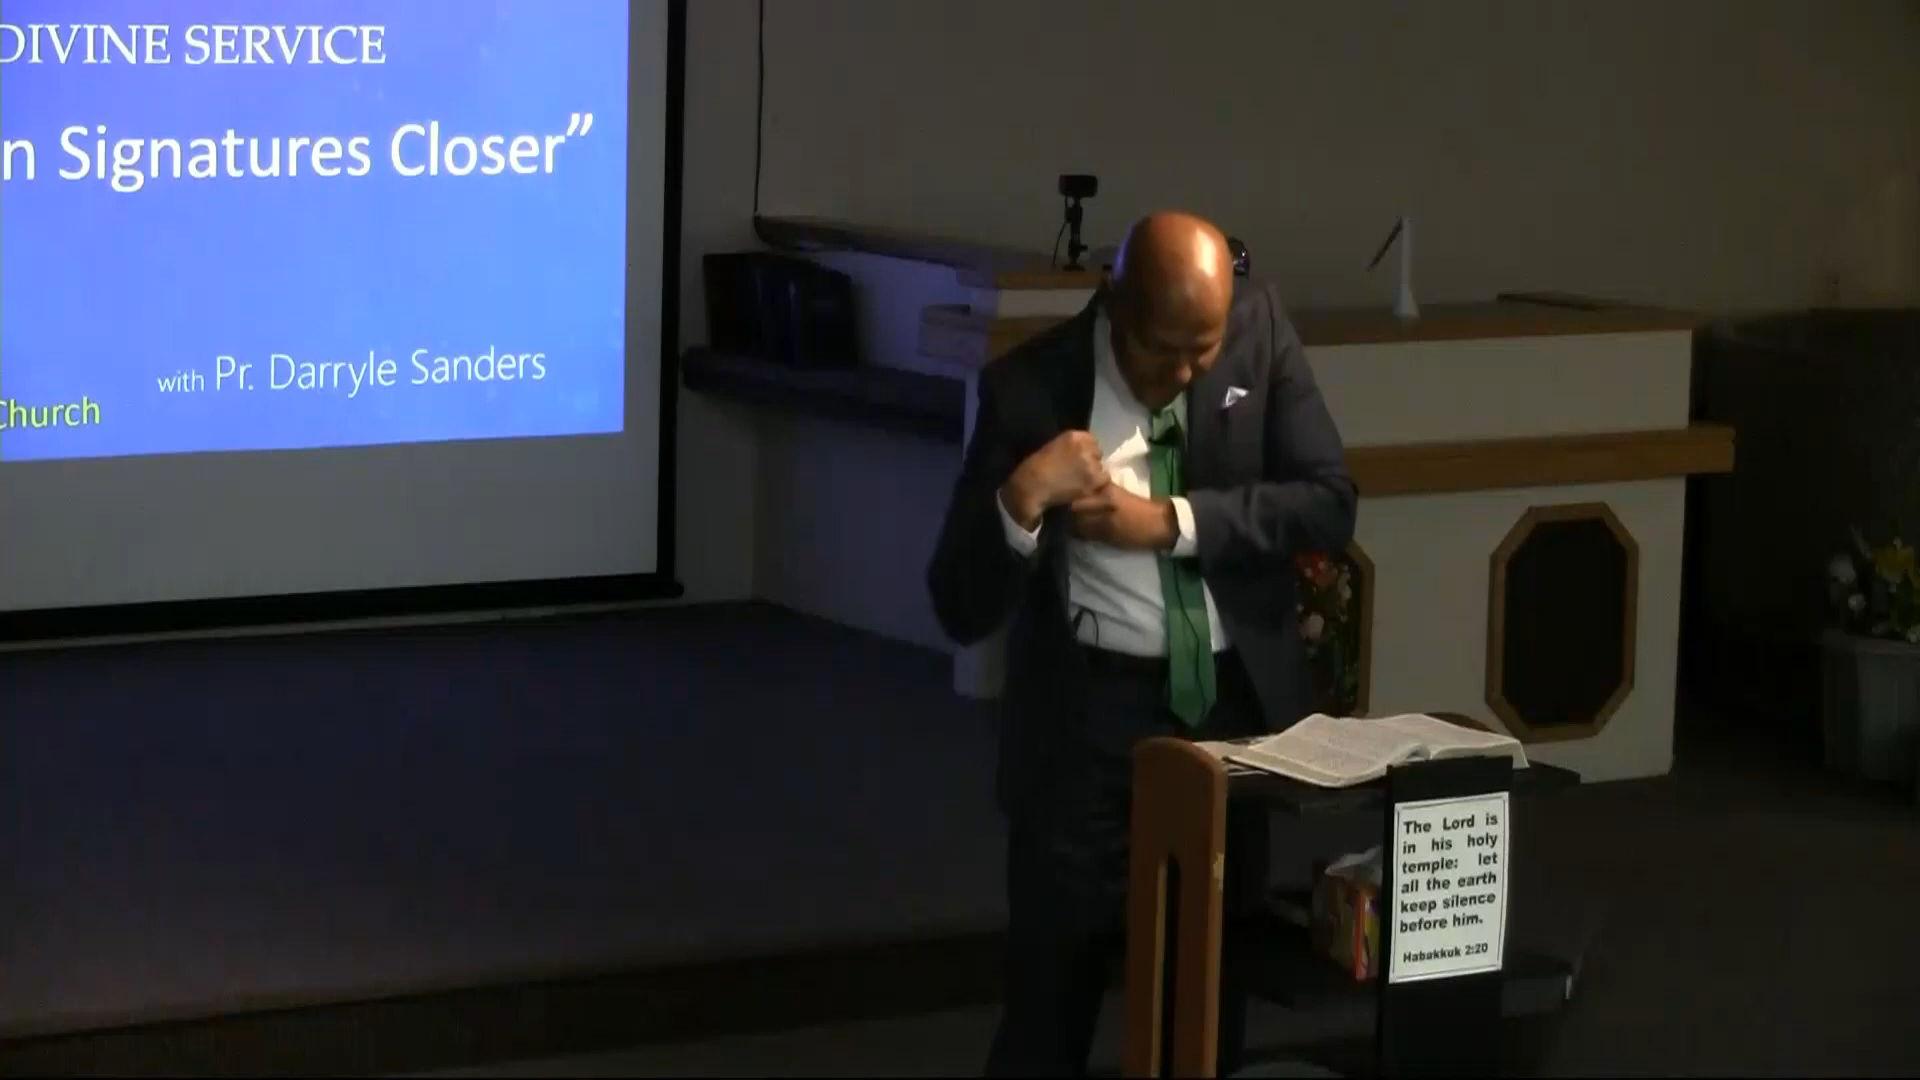 DIVINE SERVICE
n Signatures Closer”
with Pr. Darryle Sanders
Church
The Lord is
in his holy
temple: let
all the earth
keep silence
before him.
Habakkuk 2:20